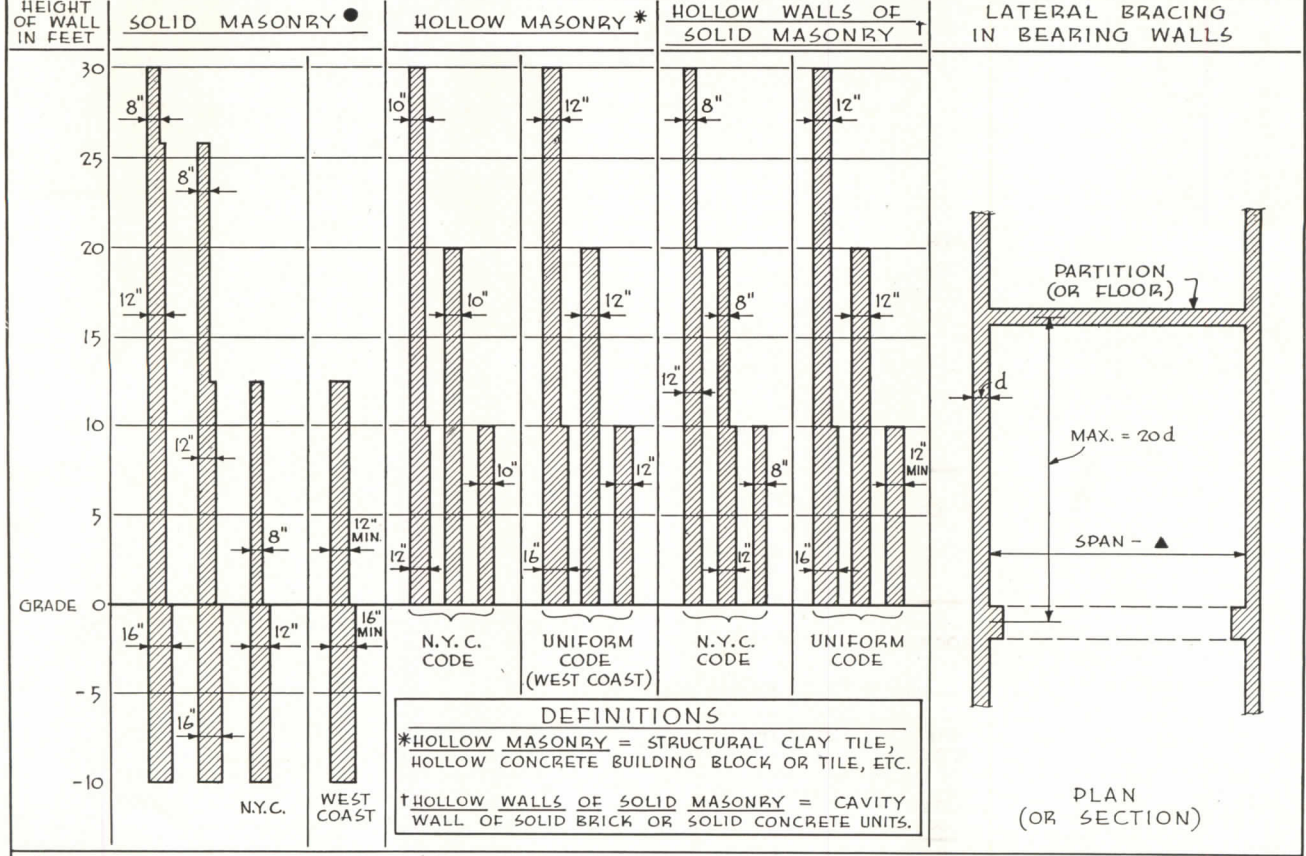 HEIGHT
OF WALL
IN FEET
SOLID MASONRY ●
HOLLOW MASONRY *
HOLLOW WALLS OF
SOLID MASONRY †
LATERAL BRACING
IN BEARING WALLS
30
25
20
15
10
5
GRADE 0
-5
-10
8"
12"
16"
8"
12"
16"
8"
12"
N.Y.C.
12"
MIN.
16"
MIN
WEST
COAST
10"
12"
10"
10"
N.Y.C.
CODE
12"
16"
12"
12"
UNIFORM
CODE
(WEST COAST)
8"
12"
8"
12"
8"
N.Y.C.
CODE
12"
16"
12"
12"
MIN
UNIFORM
CODE
PARTITION
(OR FLOOR)
d
MAX. = 20d
SPAN - ▲
PLAN
(OR SECTION)
DEFINITIONS
*HOLLOW MASONRY = STRUCTURAL CLAY TILE,
HOLLOW CONCRETE BUILDING BLOCK OR TILE, ETC.
†HOLLOW WALLS OF SOLID MASONRY = CAVITY
WALL OF SOLID BRICK OR SOLID CONCRETE UNITS.